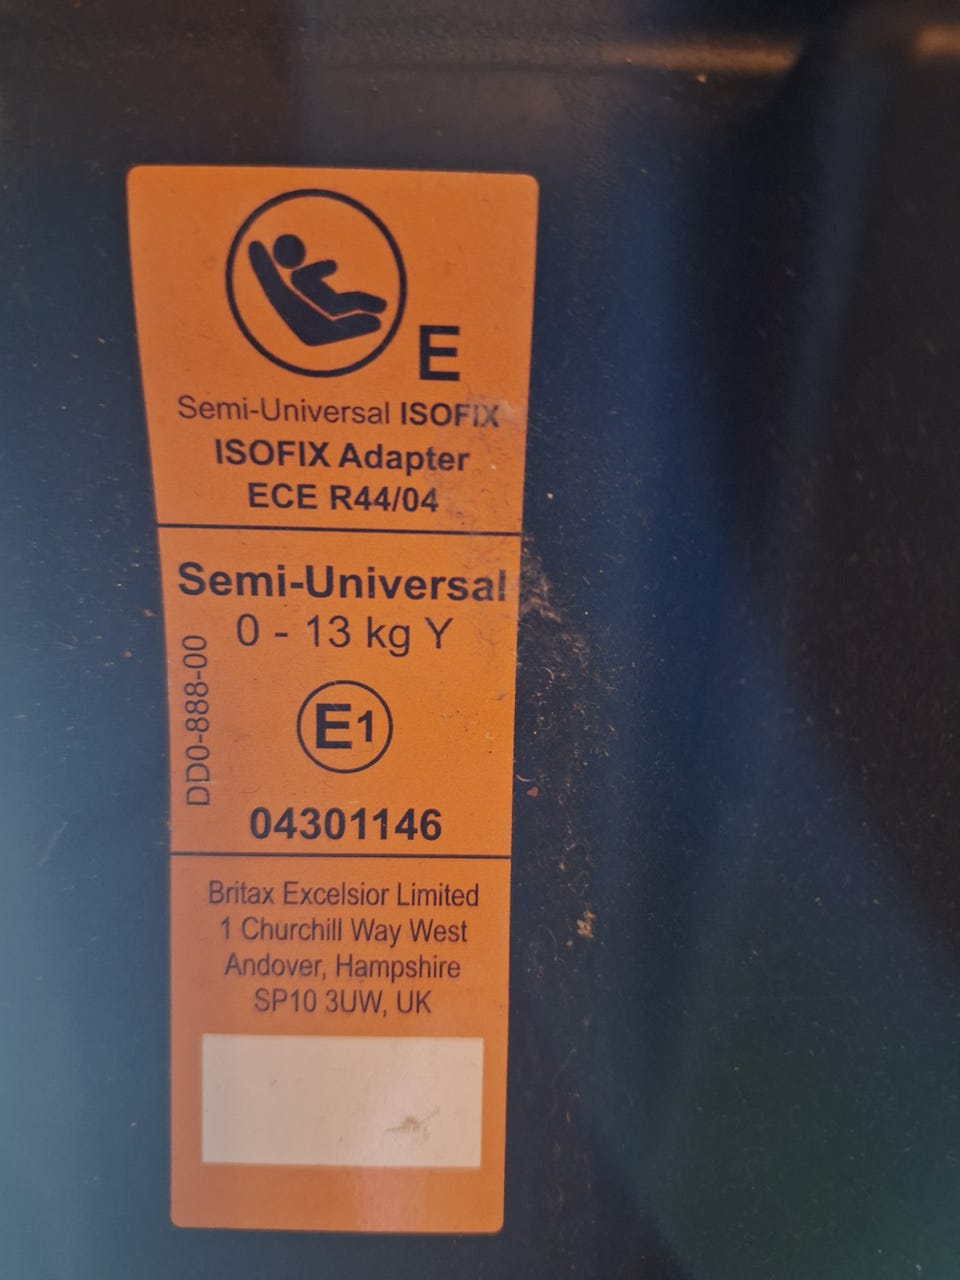 E
Semi-Universal ISOFIX
ISOFIX Adapter
ECE R44/04
Semi-Universal
0 - 13 kg Y
DD0-888-00
E1
04301146
Britax Excelsior Limited
1 Churchill Way West
Andover, Hampshire
SP10 3UW, UK